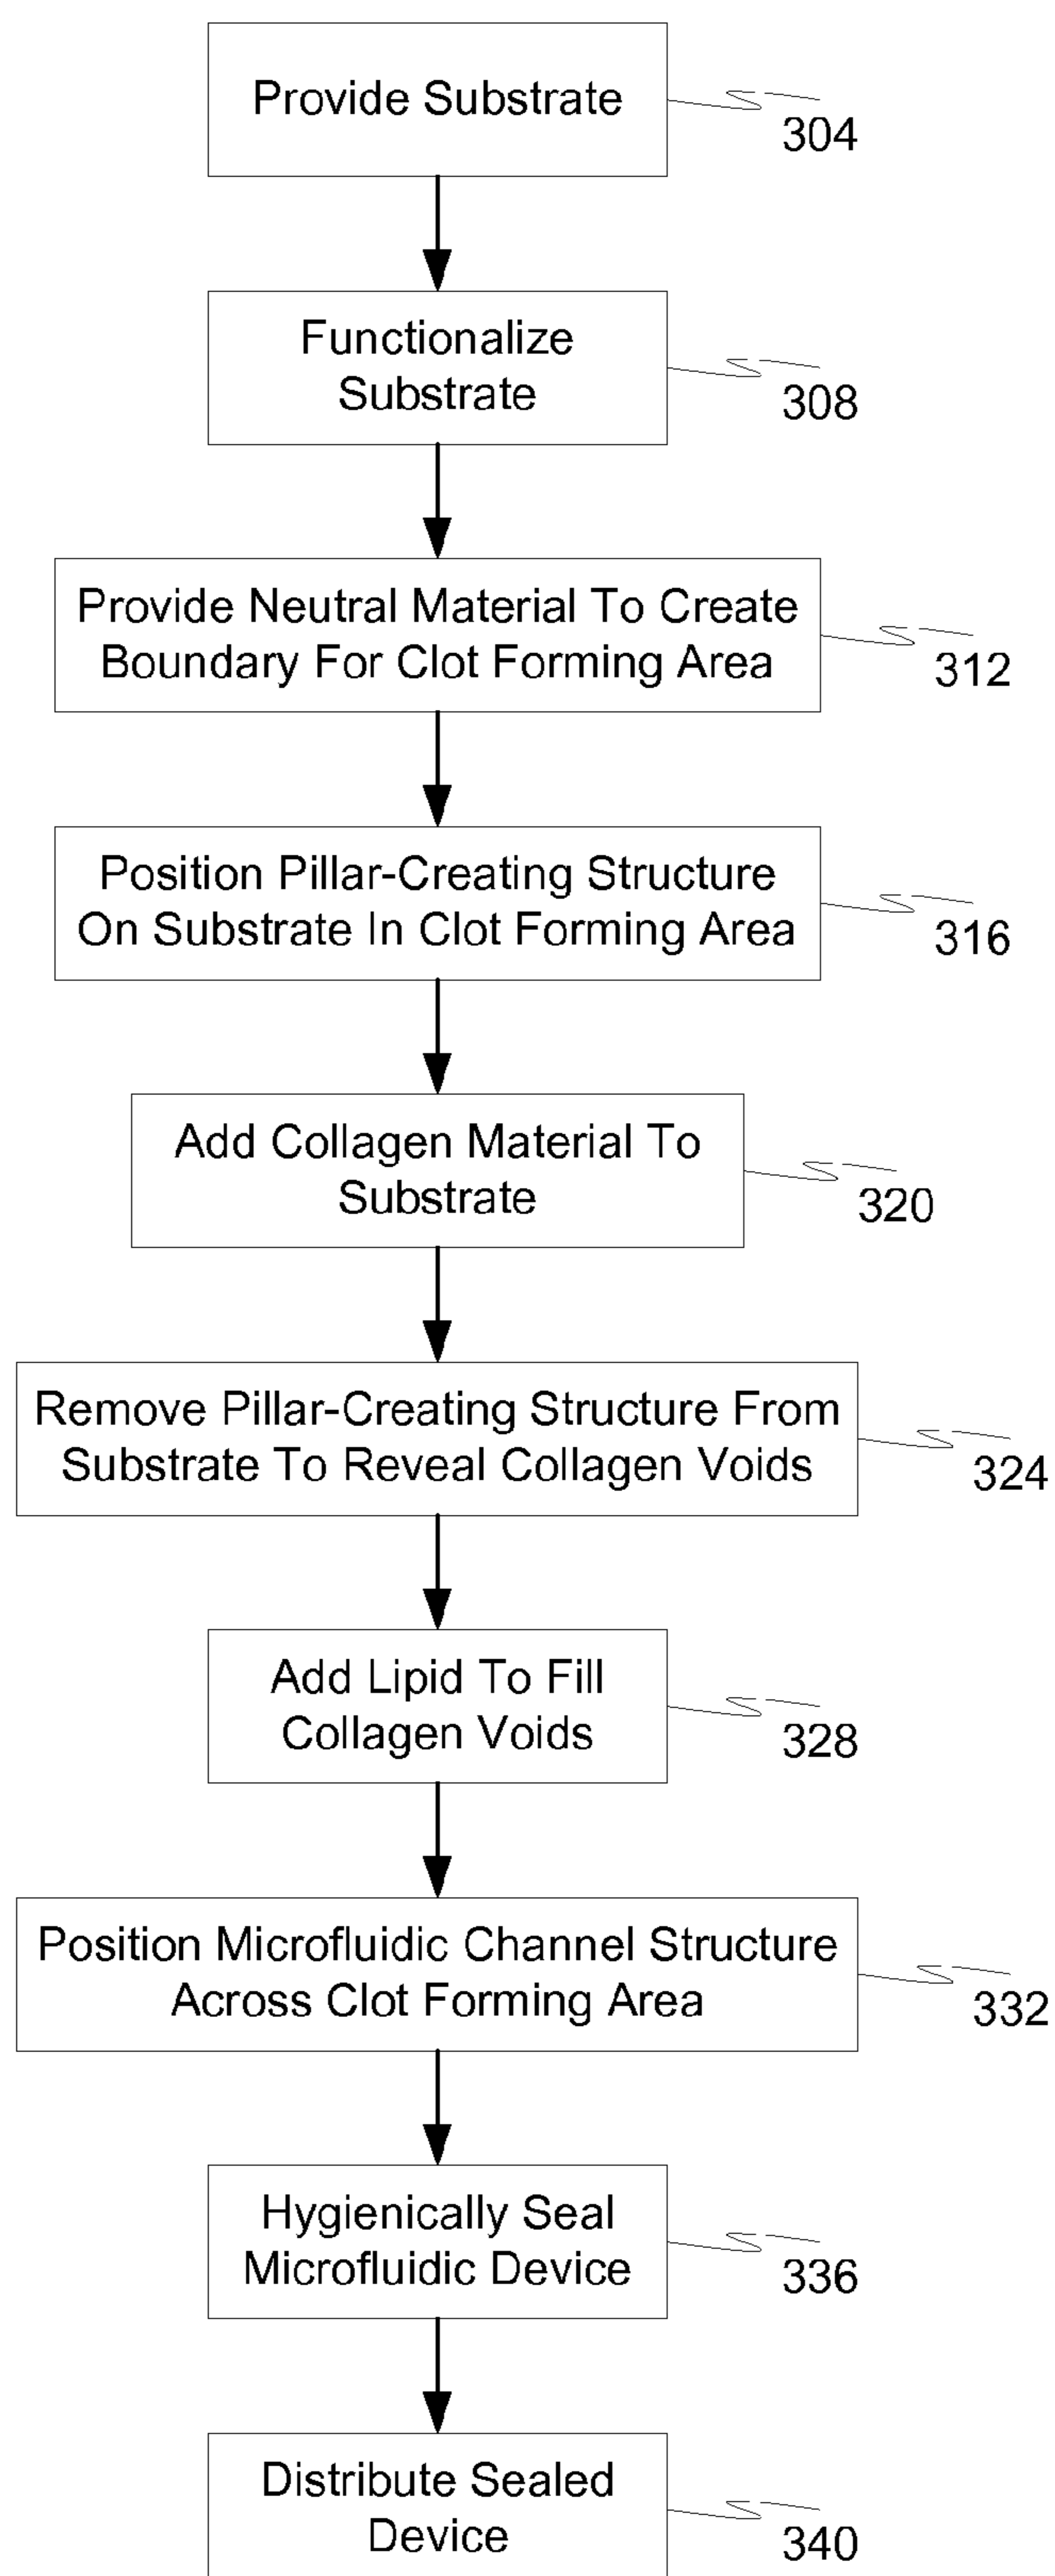 Provide Substrate
304
Functionalize
Substrate
308
Provide Neutral Material To Create
Boundary For Clot Forming Area
312
Position Pillar-Creating Structure
On Substrate In Clot Forming Area
316
Add Collagen Material To
Substrate
320
Remove Pillar-Creating Structure From
Substrate To Reveal Collagen Voids
324
Add Lipid To Fill
Collagen Voids
328
Position Microfluidic Channel Structure
Across Clot Forming Area
332
Hygienically Seal
Microfluidic Device
336
Distribute Sealed
Device
340